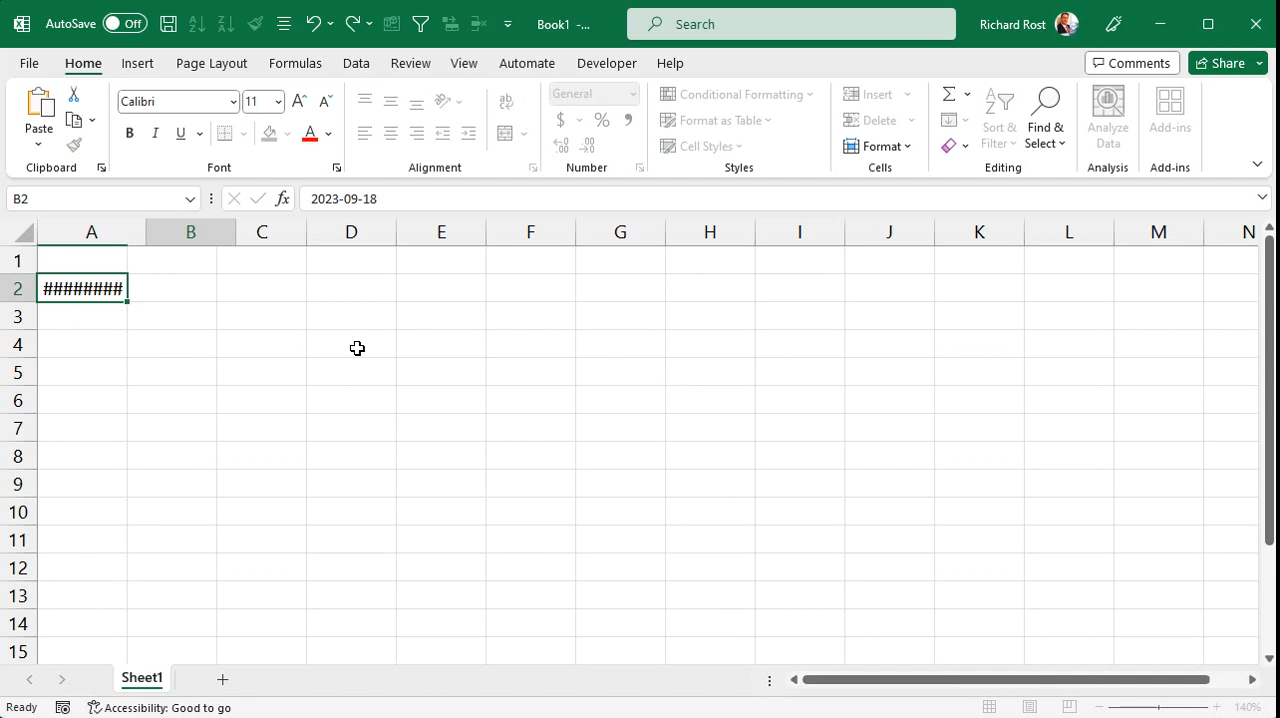 AutoSave Off Book1 -... Search Richard Rost
File Home Insert Page Layout Formulas Data Review View Automate Developer Help Comments Share
Calibri 11 General Conditional Formatting Insert
Paste B I U A $ % Format as Table Delete Sort & Filter Find & Select Analyze Data Add-ins
Cell Styles Format
Clipboard Font Alignment Number Styles Cells Editing Analysis Add-ins
B2 fx 2023-09-18
A B C D E F G H I J K L M N
1
2 ########
3
4
5
6
7
8
9
10
11
12
13
14
15
Sheet1
Ready Accessibility: Good to go 140%